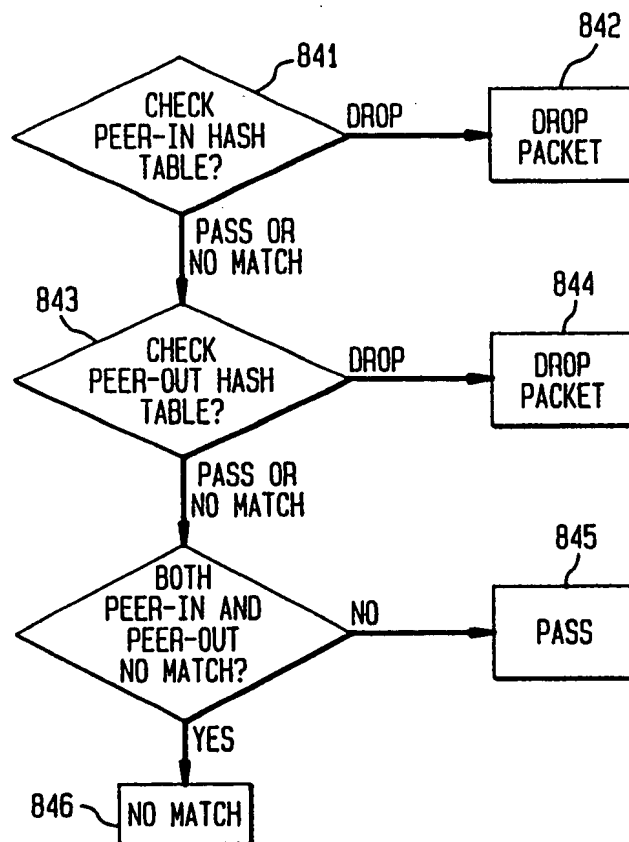 841
CHECK
PEER-IN HASH
TABLE?
DROP
842
DROP
PACKET
PASS OR
NO MATCH
843
CHECK
PEER-OUT HASH
TABLE?
DROP
844
DROP
PACKET
PASS OR
NO MATCH
BOTH
PEER-IN AND
PEER-OUT
NO MATCH?
NO
845
PASS
YES
846
NO MATCH